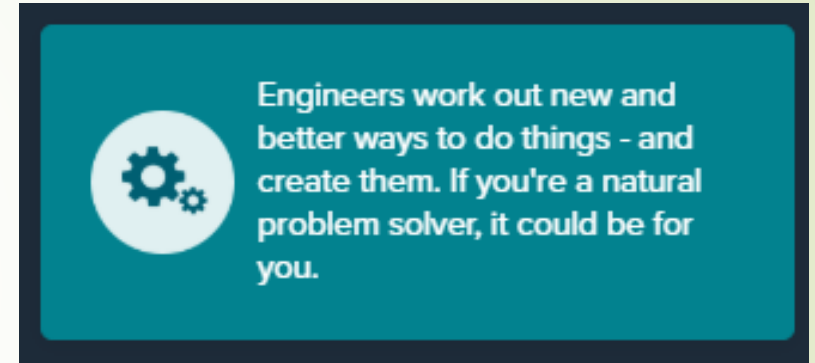 Engineers work out new and
better ways to do things - and
create them. If you're a natural
problem solver, it could be for
you.